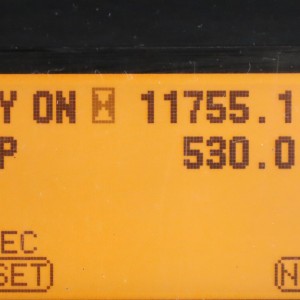 Y ON 11755.1
P 530.0
EC
SET) (N